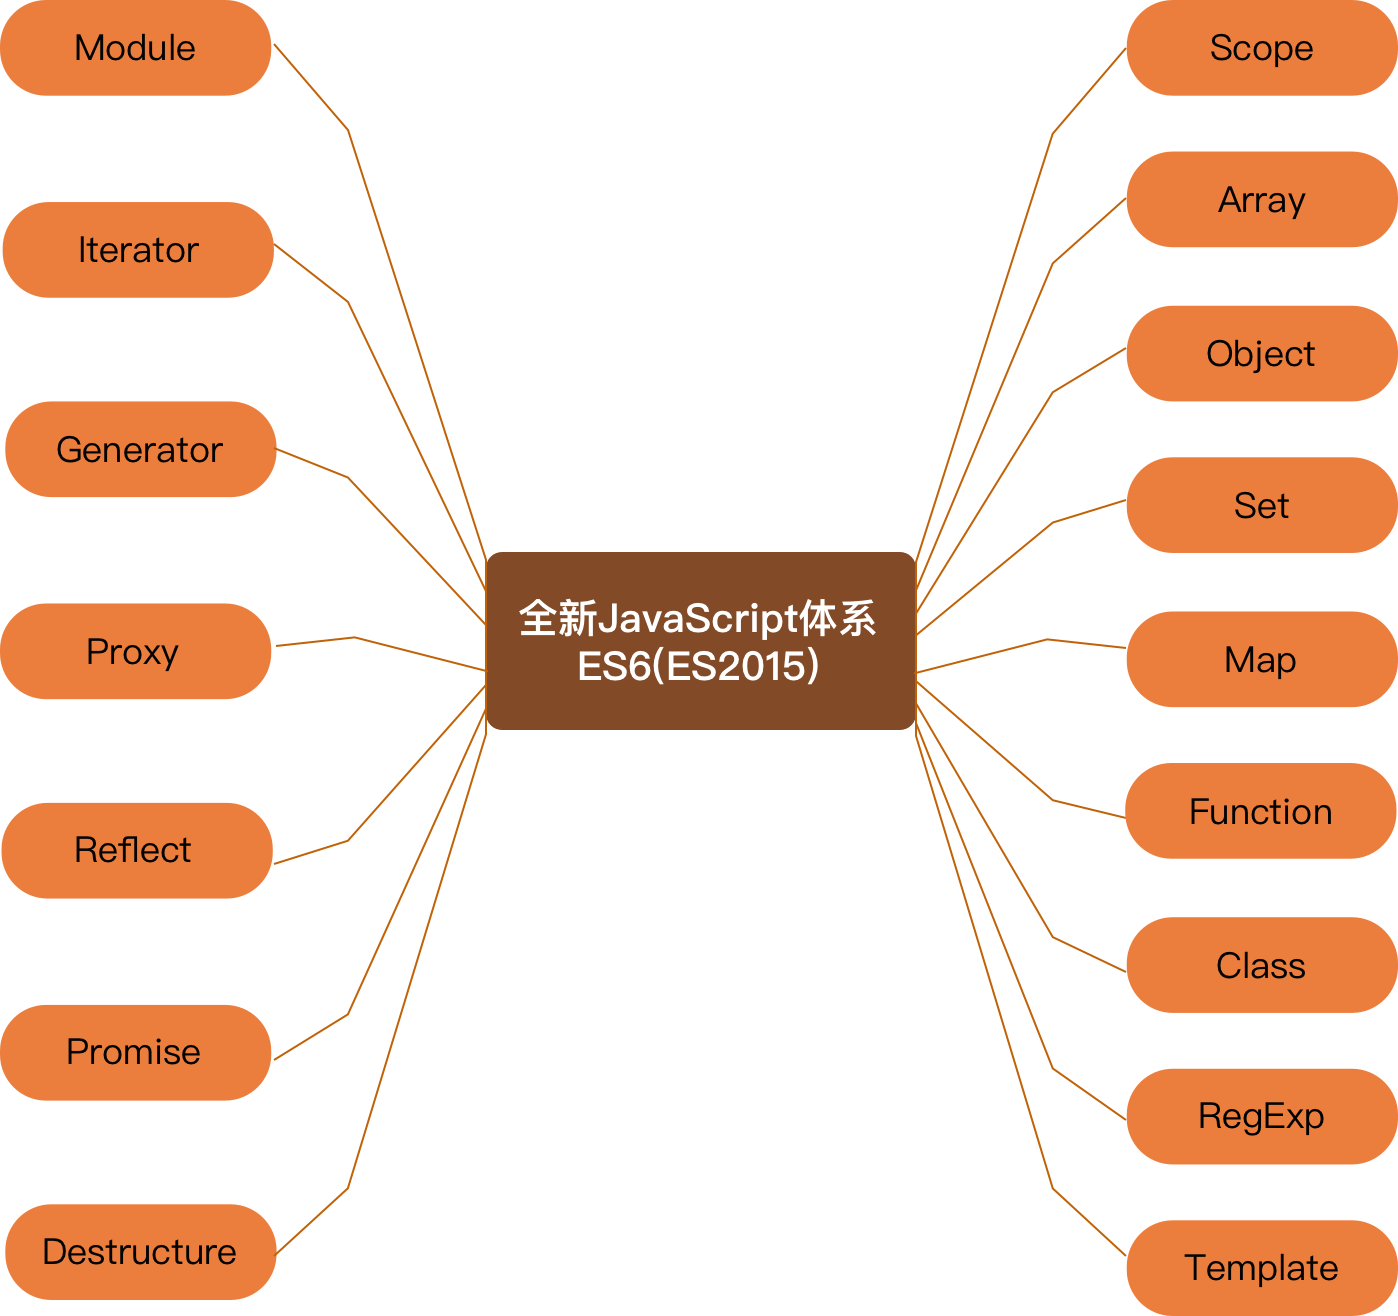 Module
Iterator
Generator
Proxy
Reflect
Promise
Destructure
全新JavaScript体系
ES6(ES2015)
Scope
Array
Object
Set
Map
Function
Class
RegExp
Template